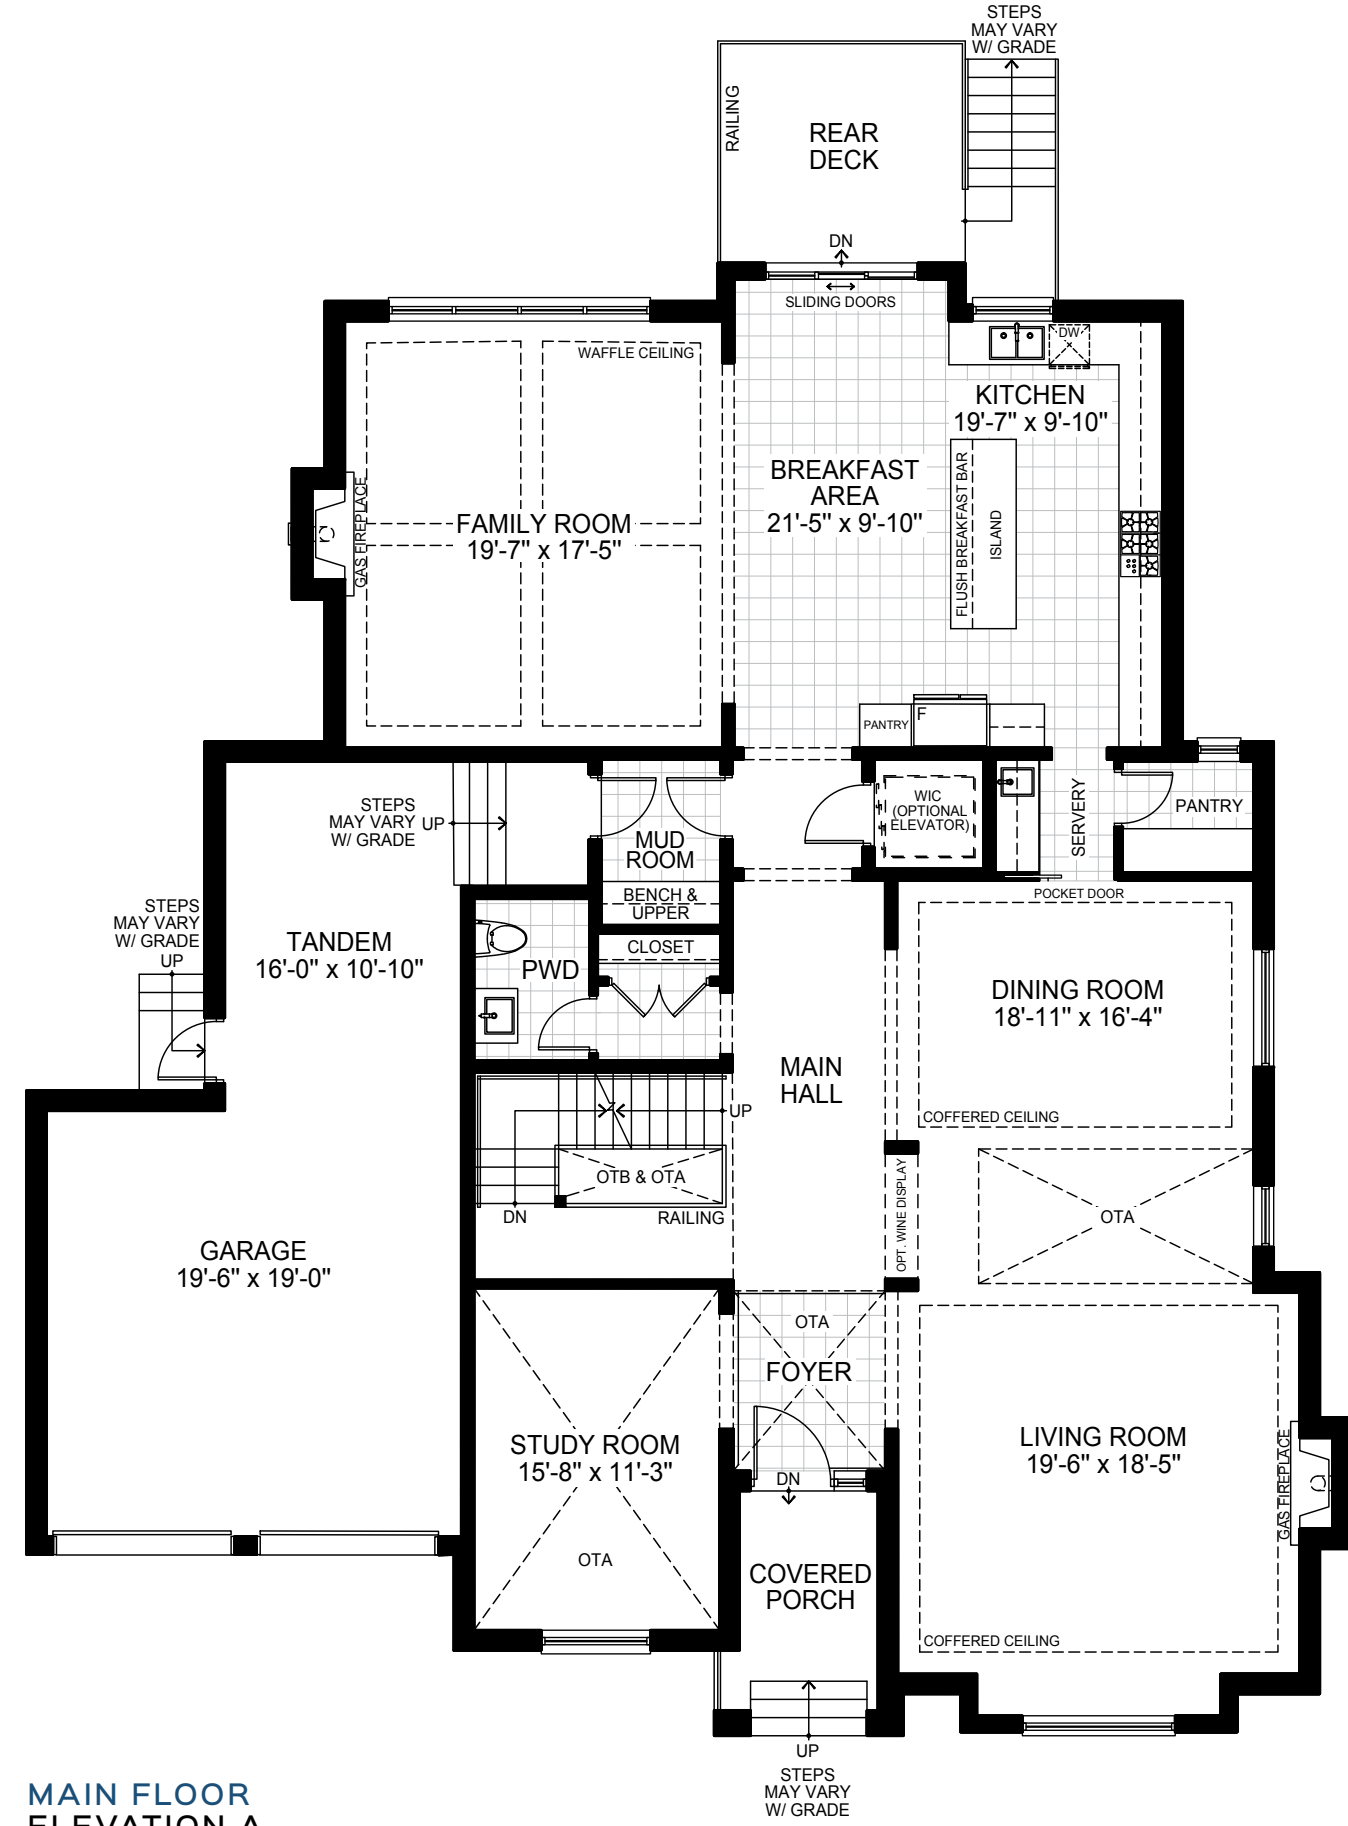 STEPS
MAY VARY
W/ GRADE
RAILING
REAR
DECK
DN
SLIDING DOORS
WAFFLE CEILING
DW
KITCHEN
19'-7" x 9'-10"
BREAKFAST
AREA
21'-5" x 9'-10"
FLUSH BREAKFAST BAR
ISLAND
GAS FIREPLACE
FAMILY ROOM
19'-7" x 17'-5"
PANTRY
F
STEPS
MAY VARY
W/ GRADE
UP
MUD
ROOM
BENCH &
UPPER
WIC
(OPTIONAL
ELEVATOR)
SERVERY
PANTRY
POCKET DOOR
STEPS
MAY VARY
W/ GRADE
UP
TANDEM
16'-0" x 10'-10"
PWD
CLOSET
DINING ROOM
18'-11" x 16'-4"
COFFERED CEILING
MAIN
HALL
UP
OTB & OTA
DN
RAILING
OPT. WINE DISPLAY
OTA
GARAGE
19'-6" x 19'-0"
OTA
FOYER
STUDY ROOM
15'-8" x 11'-3"
OTA
DN
LIVING ROOM
19'-6" x 18'-5"
GAS FIREPLACE
COVERED
PORCH
COFFERED CEILING
UP
STEPS
MAY VARY
W/ GRADE
MAIN FLOOR
ELEVATION A